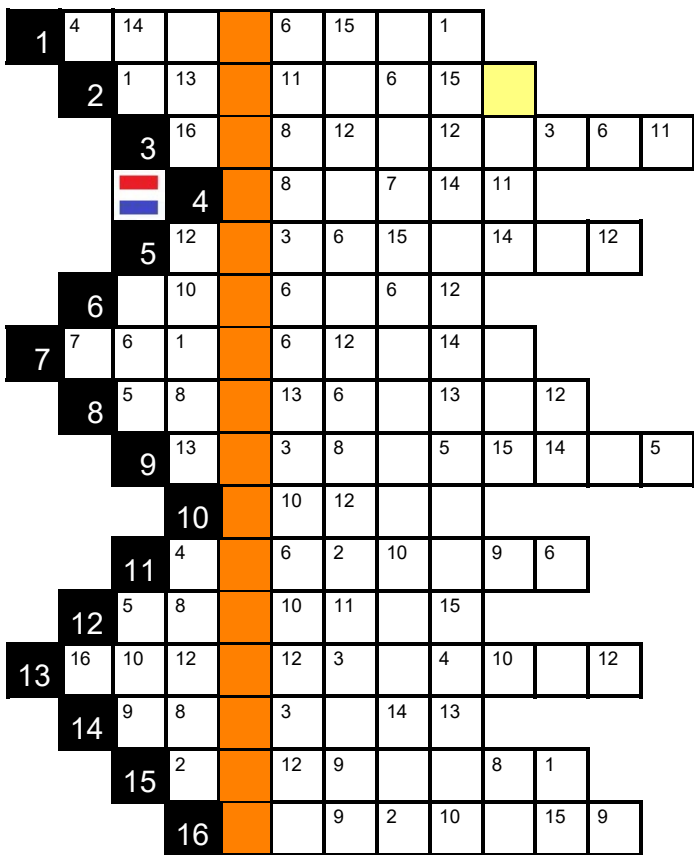 1 4 14 6 15 1
2 1 13 11 6 15
3 16 8 12 12 3 6 11
4 8 7 14 11
5 12 3 6 15 14 12
6 10 6 6 12
7 7 6 1 6 12 14
8 5 8 13 6 13 12
9 13 3 8 5 15 14 5
10 10 12
11 4 6 2 10 9 6
12 5 8 10 11 15
13 16 10 12 12 3 4 10 12
14 9 8 3 14 13
15 2 12 9 8 1
16 9 2 10 15 9